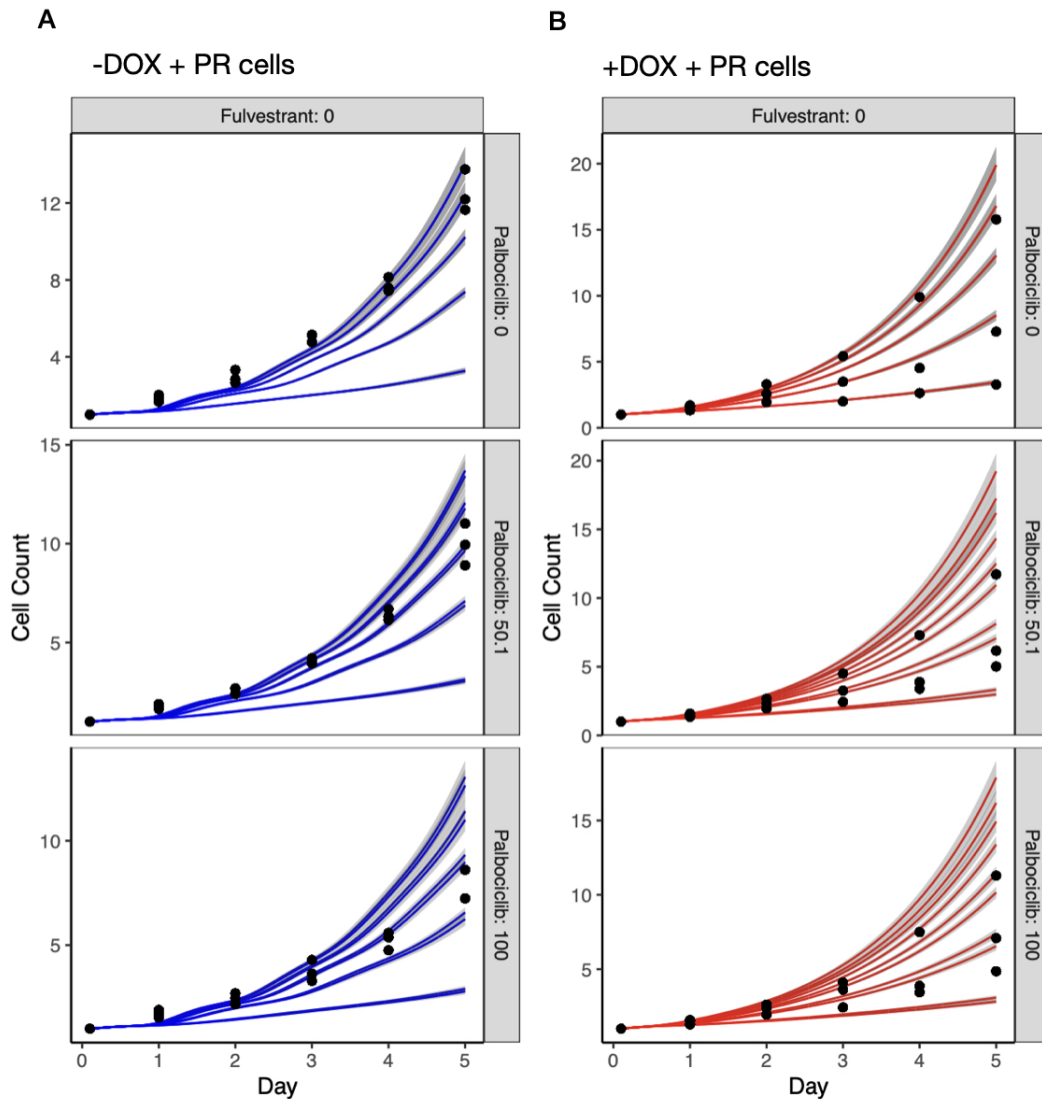 A
B
-DOX + PR cells
+DOX + PR cells
Fulvestrant: 0
Fulvestrant: 0
12
8
4
Palbociclib: 0
20
15
10
5
0
Palbociclib: 0
Cell Count
15
10
5
Palbociclib: 50.1
Cell Count
20
15
10
5
0
Palbociclib: 50.1
10
5
Palbociclib: 100
15
10
5
Palbociclib: 100
0 1 2 3 4 5
0 1 2 3 4 5
Day
Day